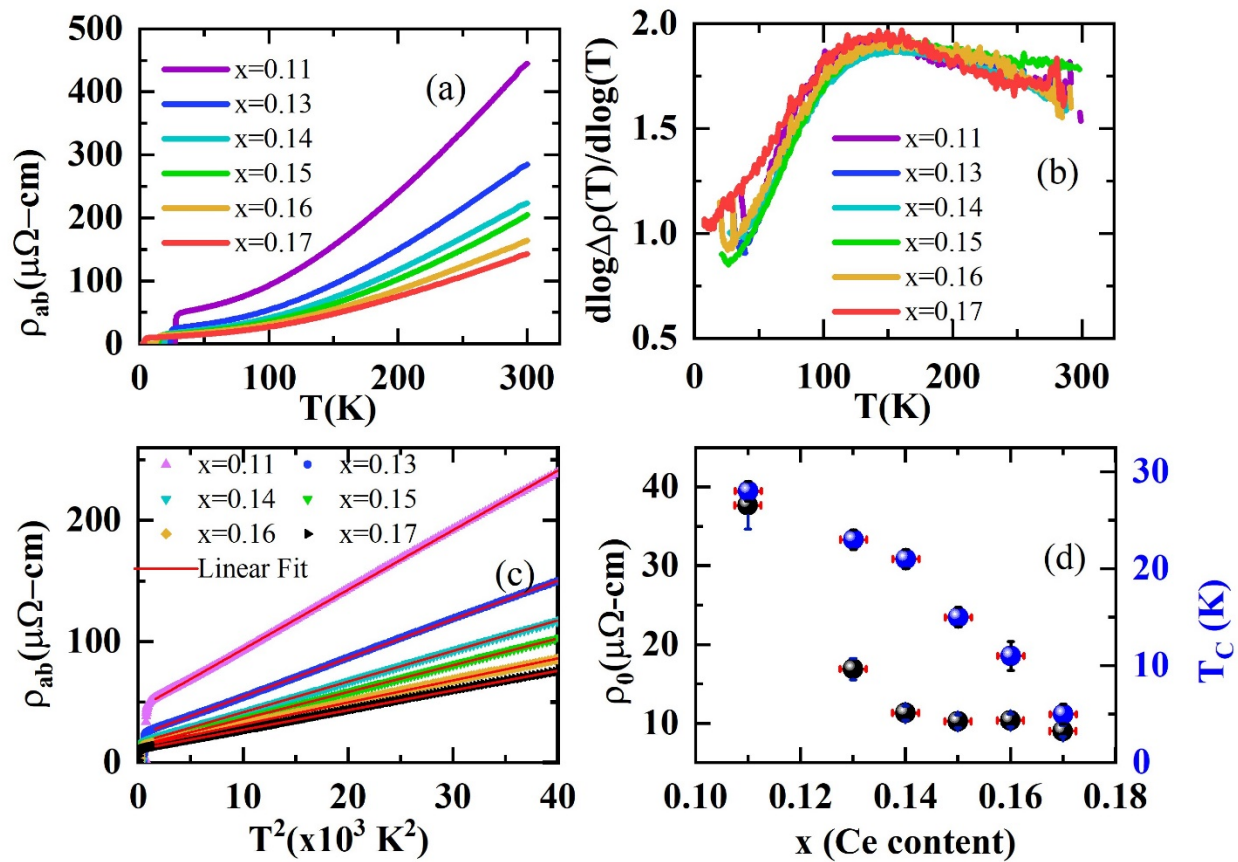 500
400
300
200
100
0
ρab(μΩ−cm)
x=0.11
x=0.13
x=0.14
x=0.15
x=0.16
x=0.17
(a)
0 100 200 300
T(K)
2.0
1.5
1.0
0.5
dlogΔρ(T)/dlog(T)
x=0.11
x=0.13
x=0.14
x=0.15
x=0.16
x=0.17
(b)
100 200 300
T(K)
200
100
0
ρab(μΩ−cm)
x=0.11 x=0.13
x=0.14 x=0.15
x=0.16 x=0.17
Linear Fit
(c)
0 10 20 30 40
T²(x10³ K²)
40
30
20
10
ρ0(μΩ-cm)
(d)
30
20
10
0
TC (K)
0.10 0.12 0.14 0.16 0.18
x (Ce content)